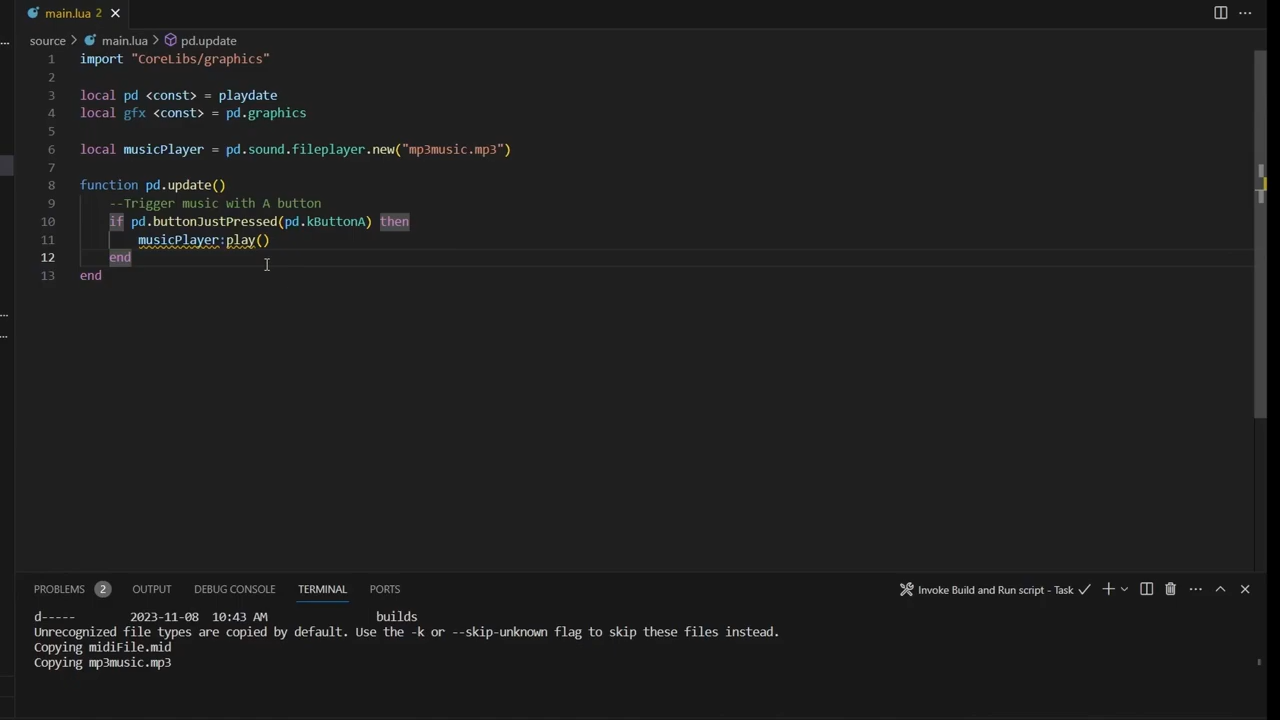 main.lua 2
source > main.lua > pd.update
1 import "CoreLibs/graphics"
2
3 local pd <const> = playdate
4 local gfx <const> = pd.graphics
5
6 local musicPlayer = pd.sound.fileplayer.new("mp3music.mp3")
7
8 function pd.update()
9 --Trigger music with A button
10 if pd.buttonJustPressed(pd.kButtonA) then
11 musicPlayer:play()
12 end
13 end
PROBLEMS 2 OUTPUT DEBUG CONSOLE TERMINAL PORTS Invoke Build and Run script - Task
d----- 2023-11-08 10:43 AM builds
Unrecognized file types are copied by default. Use the -k or --skip-unknown flag to skip these files instead.
Copying midiFile.mid
Copying mp3music.mp3